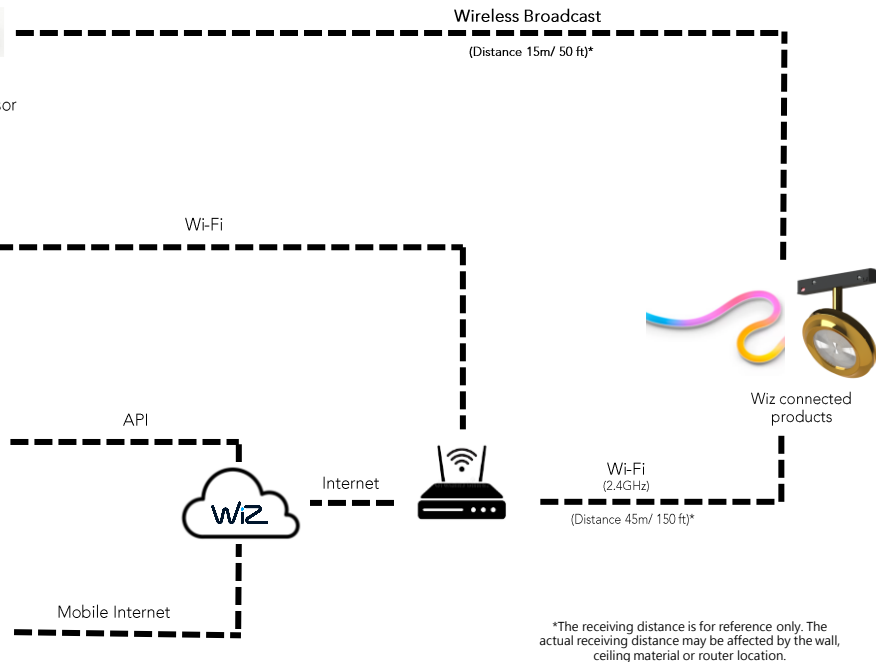 Wireless Broadcast
(Distance 15m/ 50 ft)*
sor
Wi-Fi
Wiz connected
products
API
Internet
Wi-Fi
(2.4GHz)
WiZ
(Distance 45m/ 150 ft)*
Mobile Internet
*The receiving distance is for reference only. The
actual receiving distance may be affected by the wall,
ceiling material or router location.